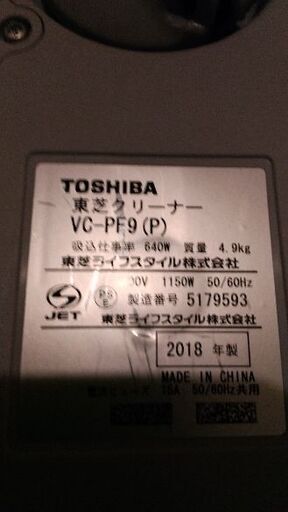 TOSHIBA
東芝クリーナー
VC-PF9(P)
吸込仕事率 640W 質量 4.9kg
東芝ライフスタイル株式会社
00V 1150W 50/60Hz
JET PSE 製造番号 5179593
東芝ライフスタイル株式会社
2018 年製
MADE IN CHINA
15A 50/60Hz共用